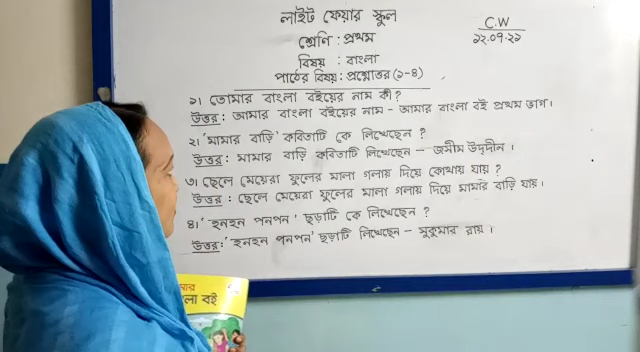 লাইট ফেয়ার স্কুল
শ্রেণি : প্রথম
বিষয় : বাংলা
পাঠের বিষয় : প্রশ্নোত্তর (১-৪)
C.W
১২.০৭.২১
১। তোমার বাংলা বইয়ের নাম কী?
উত্তর : আমার বাংলা বইয়ের নাম - আমার বাংলা বই প্রথম ভাগ।
২। 'মামার বাড়ি' কবিতাটি কে লিখেছেন ?
উত্তর : মামার বাড়ি কবিতাটি লিখেছেন - জসীম উদ্‌দীন।
৩। ছেলে মেয়েরা ফুলের মালা গলায় দিয়ে কোথায় যায় ?
উত্তর : ছেলে মেয়েরা ফুলের মালা গলায় দিয়ে মামার বাড়ি যায়।
৪। 'হনহন পনপন' ছড়াটি কে লিখেছেন ?
উত্তর : 'হনহন পনপন' ছড়াটি লিখেছেন - সুকুমার রায়।
মার
লা বই